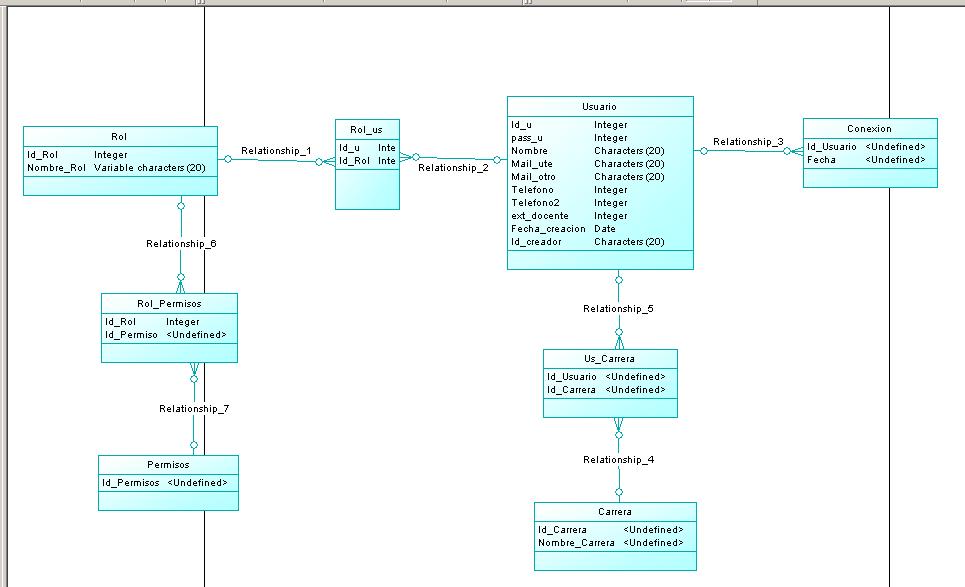 Rol
Id_Rol Integer
Nombre_Rol Variable characters (20)
Relationship_1
Rol_us
Id_u Inte
Id_Rol Inte
Relationship_2
Usuario
Id_u Integer
pass_u Integer
Nombre Characters (20)
Mail_ute Characters (20)
Mail_otro Characters (20)
Telefono Integer
Telefono2 Integer
ext_docente Integer
Fecha_creacion Date
Id_creador Characters (20)
Relationship_3
Conexion
Id_Usuario <Undefined>
Fecha <Undefined>
Relationship_6
Rol_Permisos
Id_Rol Integer
Id_Permiso <Undefined>
Relationship_7
Permisos
Id_Permisos <Undefined>
Relationship_5
Us_Carrera
Id_Usuario <Undefined>
Id_Carrera <Undefined>
Relationship_4
Carrera
Id_Carrera <Undefined>
Nombre_Carrera <Undefined>